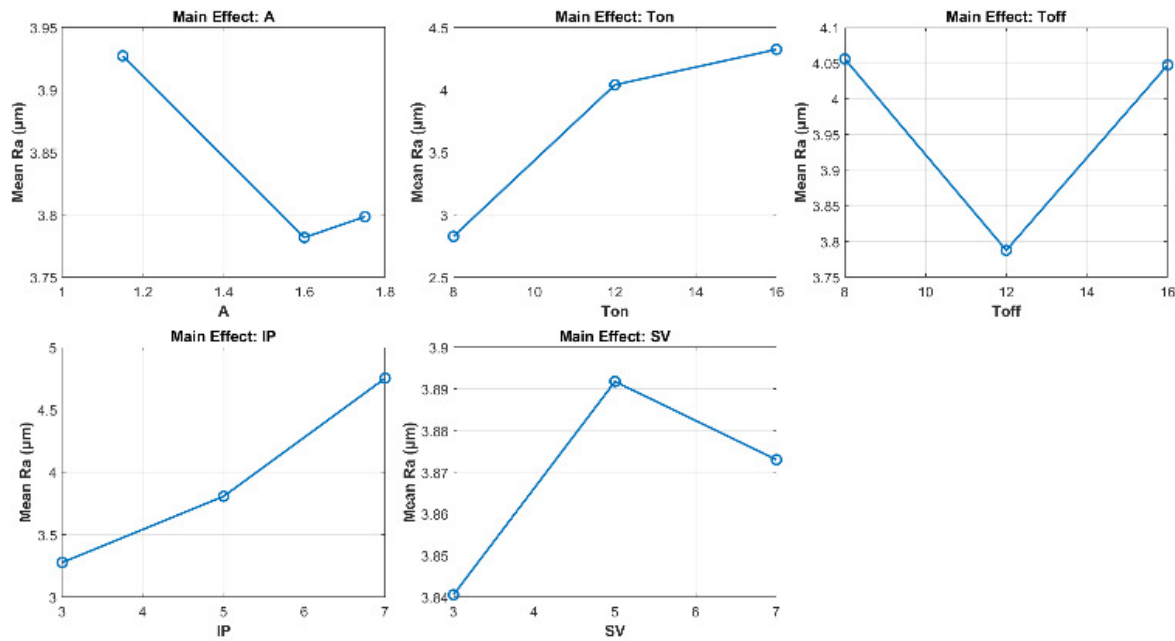 Main Effect: A
Mean Ra (µm)
3.95
3.9
3.85
3.8
3.75
1 1.2 1.4 1.6 1.8
A
Main Effect: Ton
Mean Ra (µm)
4.5
4
3.5
3
2.5
8 10 12 14 16
Ton
Main Effect: Toff
Mean Ra (µm)
4.1
4.05
4
3.95
3.9
3.85
3.8
3.75
8 10 12 14 16
Toff
Main Effect: IP
Mean Ra (µm)
5
4.5
4
3.5
3
3 4 5 6 7
IP
Main Effect: SV
Mean Ra (µm)
3.9
3.89
3.88
3.87
3.86
3.85
3.84
3 4 5 6 7
SV